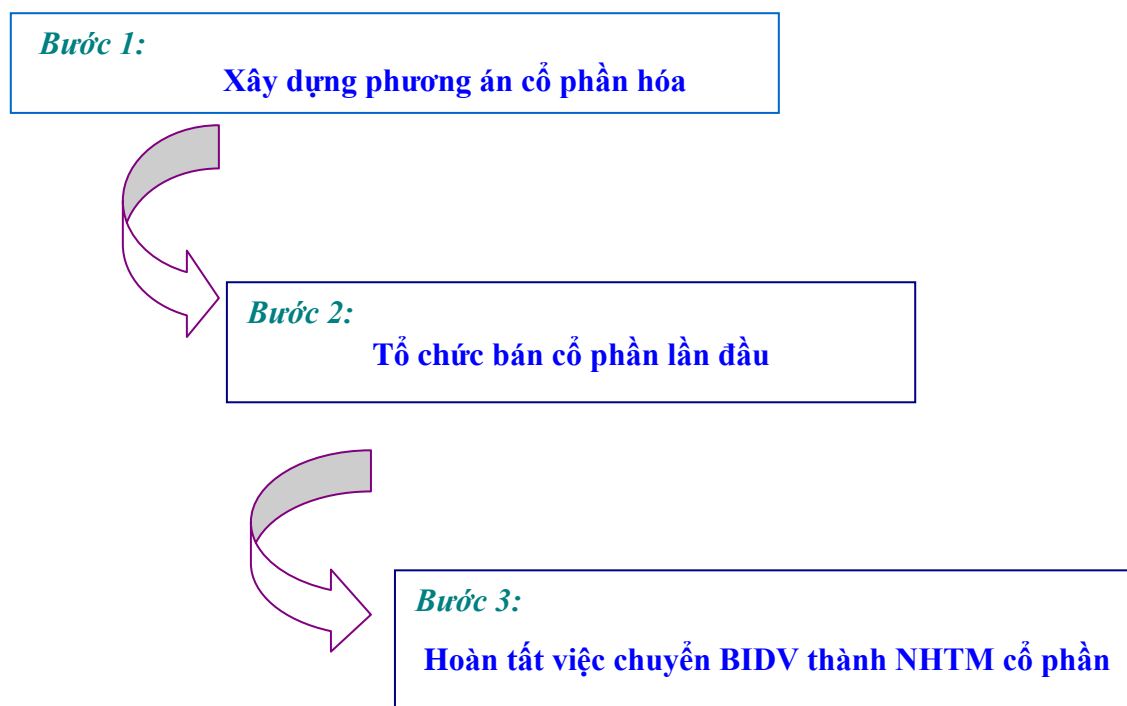 Bước 1:
Xây dựng phương án cổ phần hóa
Bước 2:
Tổ chức bán cổ phần lần đầu
Bước 3:
Hoàn tất việc chuyển BIDV thành NHTM cổ phần